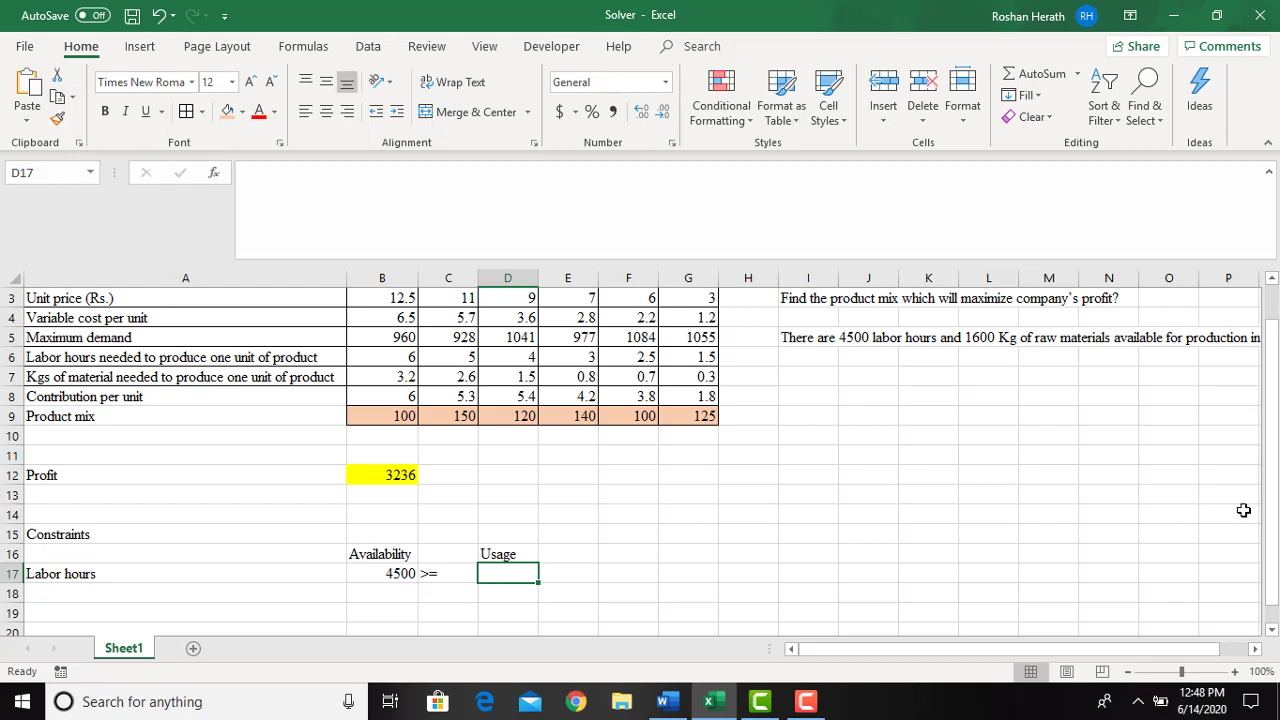 AutoSave Off Solver - Excel Roshan Herath RH
File Home Insert Page Layout Formulas Data Review View Developer Help Search Share Comments
Paste
Times New Roma 12
B I U
Wrap Text
Merge & Center
General
$ % ,
Conditional Formatting
Format as Table
Cell Styles
Insert Delete Format
AutoSum
Fill
Clear
Sort & Filter
Find & Select
Ideas
Clipboard Font Alignment Number Styles Cells Editing Ideas
D17 fx
A B C D E F G H I J K L M N O P
3 Unit price (Rs.) 12.5 11 9 7 6 3 Find the product mix which will maximize company's profit?
4 Variable cost per unit 6.5 5.7 3.6 2.8 2.2 1.2
5 Maximum demand 960 928 1041 977 1084 1055 There are 4500 labor hours and 1600 Kg of raw materials available for production in
6 Labor hours needed to produce one unit of product 6 5 4 3 2.5 1.5
7 Kgs of material needed to produce one unit of product 3.2 2.6 1.5 0.8 0.7 0.3
8 Contribution per unit 6 5.3 5.4 4.2 3.8 1.8
9 Product mix 100 150 120 140 100 125
10
11
12 Profit 3236
13
14
15 Constraints
16 Availability Usage
17 Labor hours 4500 >=
18
19
20
Sheet1
Ready 100%
Search for anything 12:48 PM
6/14/2020